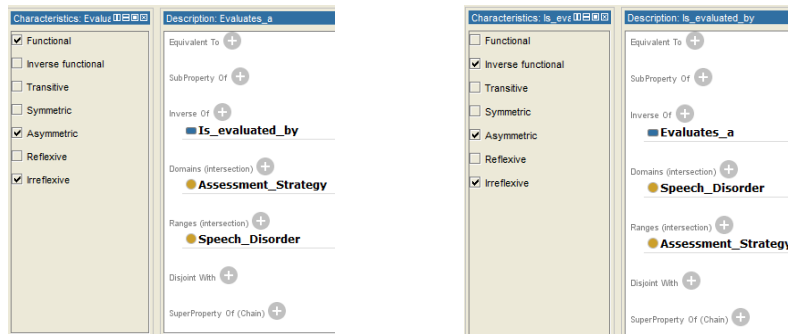 Characteristics: Evalua
Functional
Inverse functional
Transitive
Symmetric
Asymmetric
Reflexive
Irreflexive
Description: Evaluates_a
Equivalent To
SubProperty Of
Inverse Of
Is_evaluated_by
Domains (intersection)
Assessment_Strategy
Ranges (intersection)
Speech_Disorder
Disjoint With
SuperProperty Of (Chain)
Characteristics: Is_eva
Functional
Inverse functional
Transitive
Symmetric
Asymmetric
Reflexive
Irreflexive
Description: Is_evaluated_by
Equivalent To
SubProperty Of
Inverse Of
Evaluates_a
Domains (intersection)
Speech_Disorder
Ranges (intersection)
Assessment_Strategy
Disjoint With
SuperProperty Of (Chain)